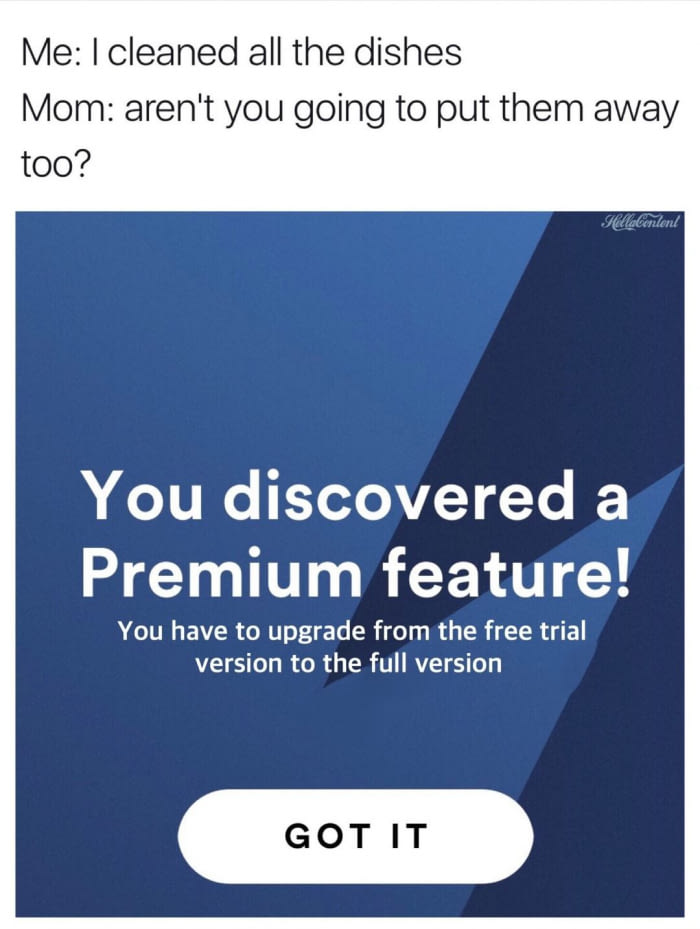 Me: I cleaned all the dishes
Mom: aren't you going to put them away
too?
HellaContent
You discovered a
Premium feature!
You have to upgrade from the free trial
version to the full version
GOT IT